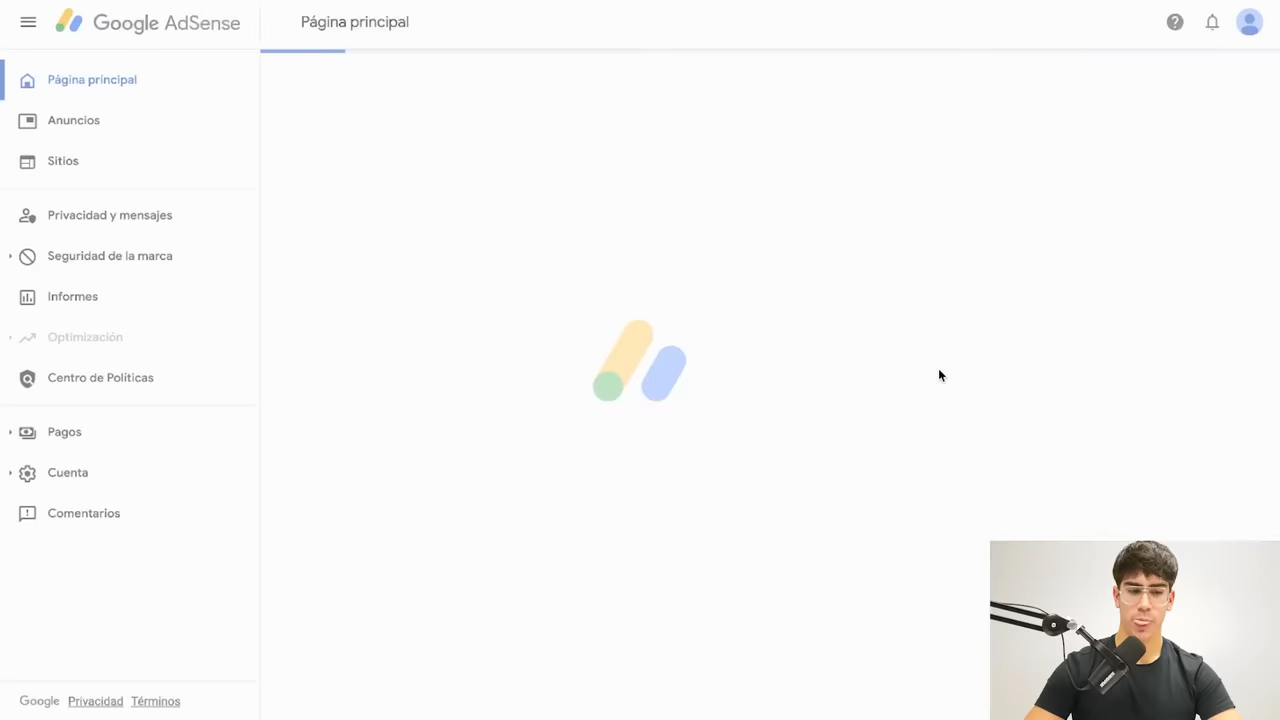 Google AdSense
Página principal
Página principal
Anuncios
Sitios
Privacidad y mensajes
Seguridad de la marca
Informes
Optimización
Centro de Políticas
Pagos
Cuenta
Comentarios
Google Privacidad Términos